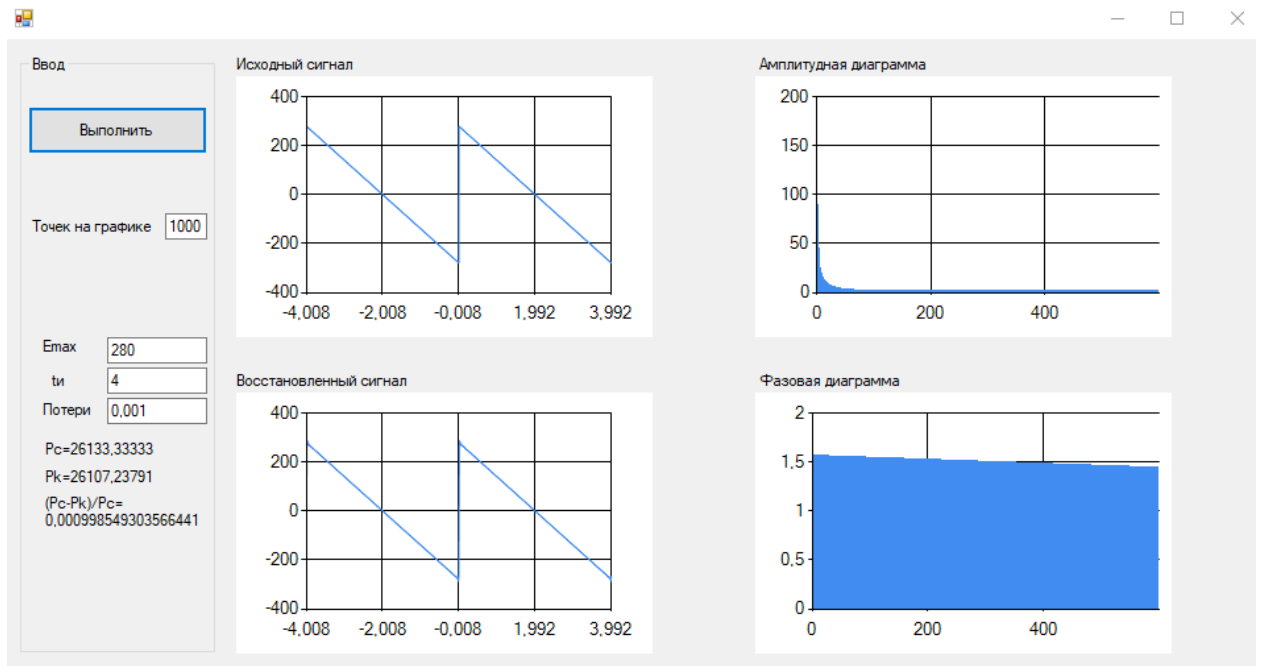 Ввод
Выполнить
Точек на графике 1000
Emax 280
tи 4
Потери 0,001
Pc=26133,33333
Pk=26107,23791
(Pc-Pk)/Pc=
0,000998549303566441
Исходный сигнал
400
200
0
-200
-400
-4,008 -2,008 -0,008 1,992 3,992
Амплитудная диаграмма
200
150
100
50
0
0 200 400
Восстановленный сигнал
400
200
0
-200
-400
-4,008 -2,008 -0,008 1,992 3,992
Фазовая диаграмма
2
1.5
1
0.5
0
0 200 400